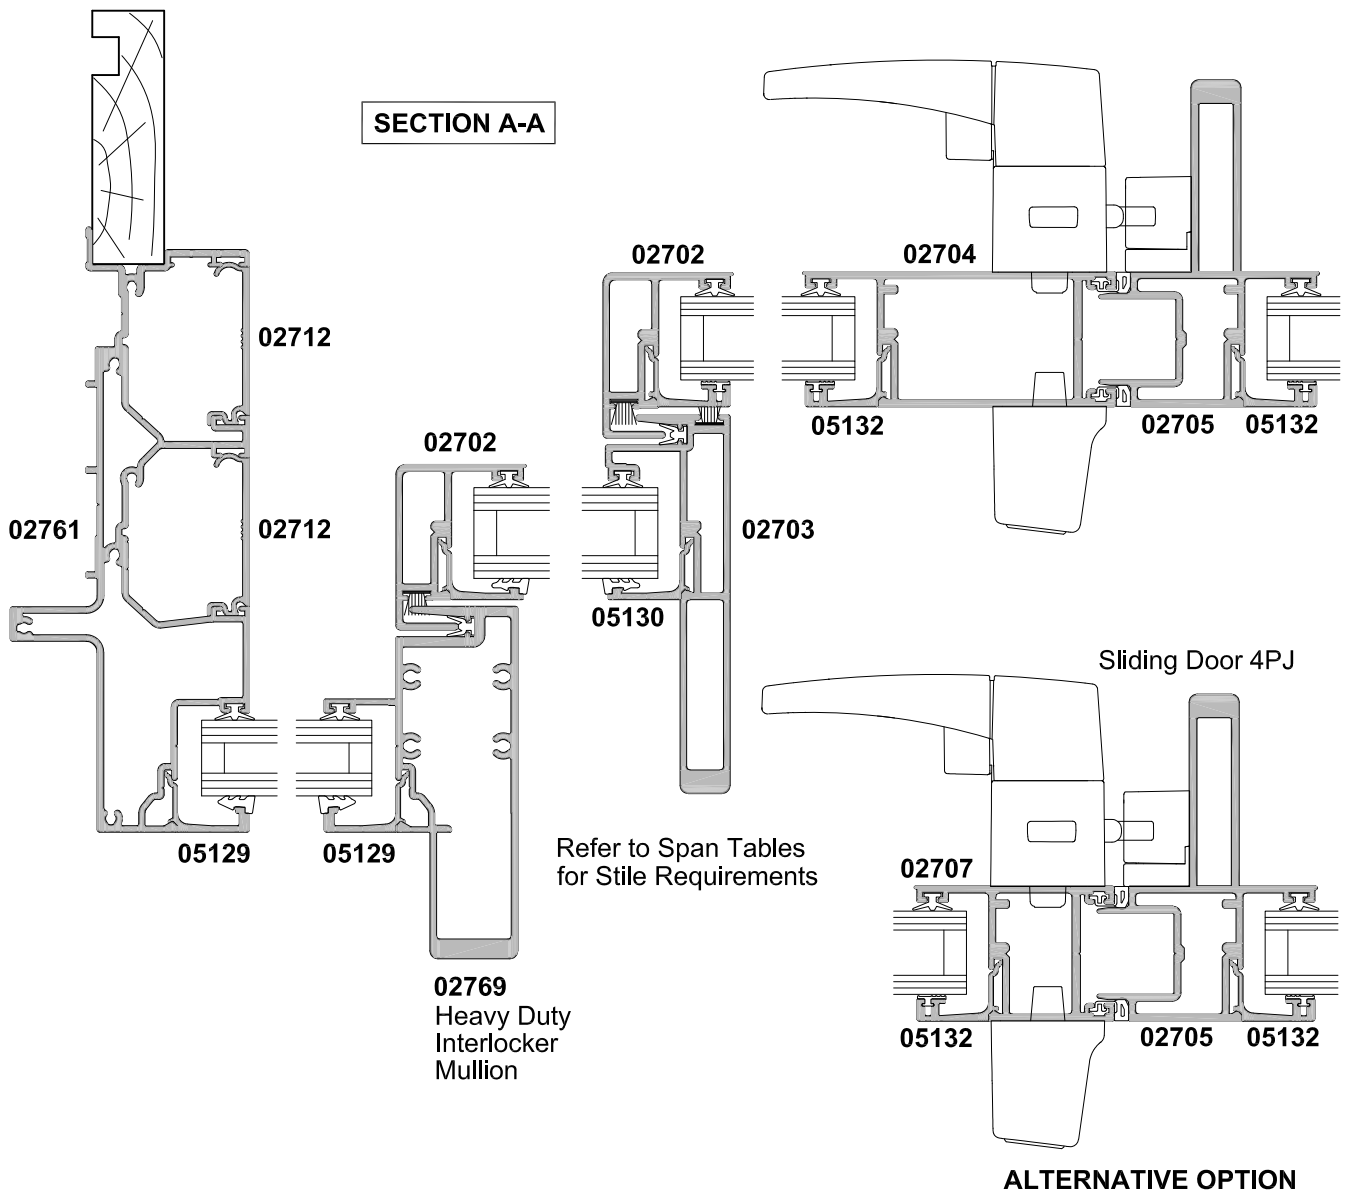 SECTION A-A
02702
02704
02712
05132
02705
05132
02702
02761
02712
02703
05130
Sliding Door 4PJ
05129
05129
Refer to Span Tables
for Stile Requirements
02707
02769
Heavy Duty
Interlocker
Mullion
05132
02705
05132
ALTERNATIVE OPTION